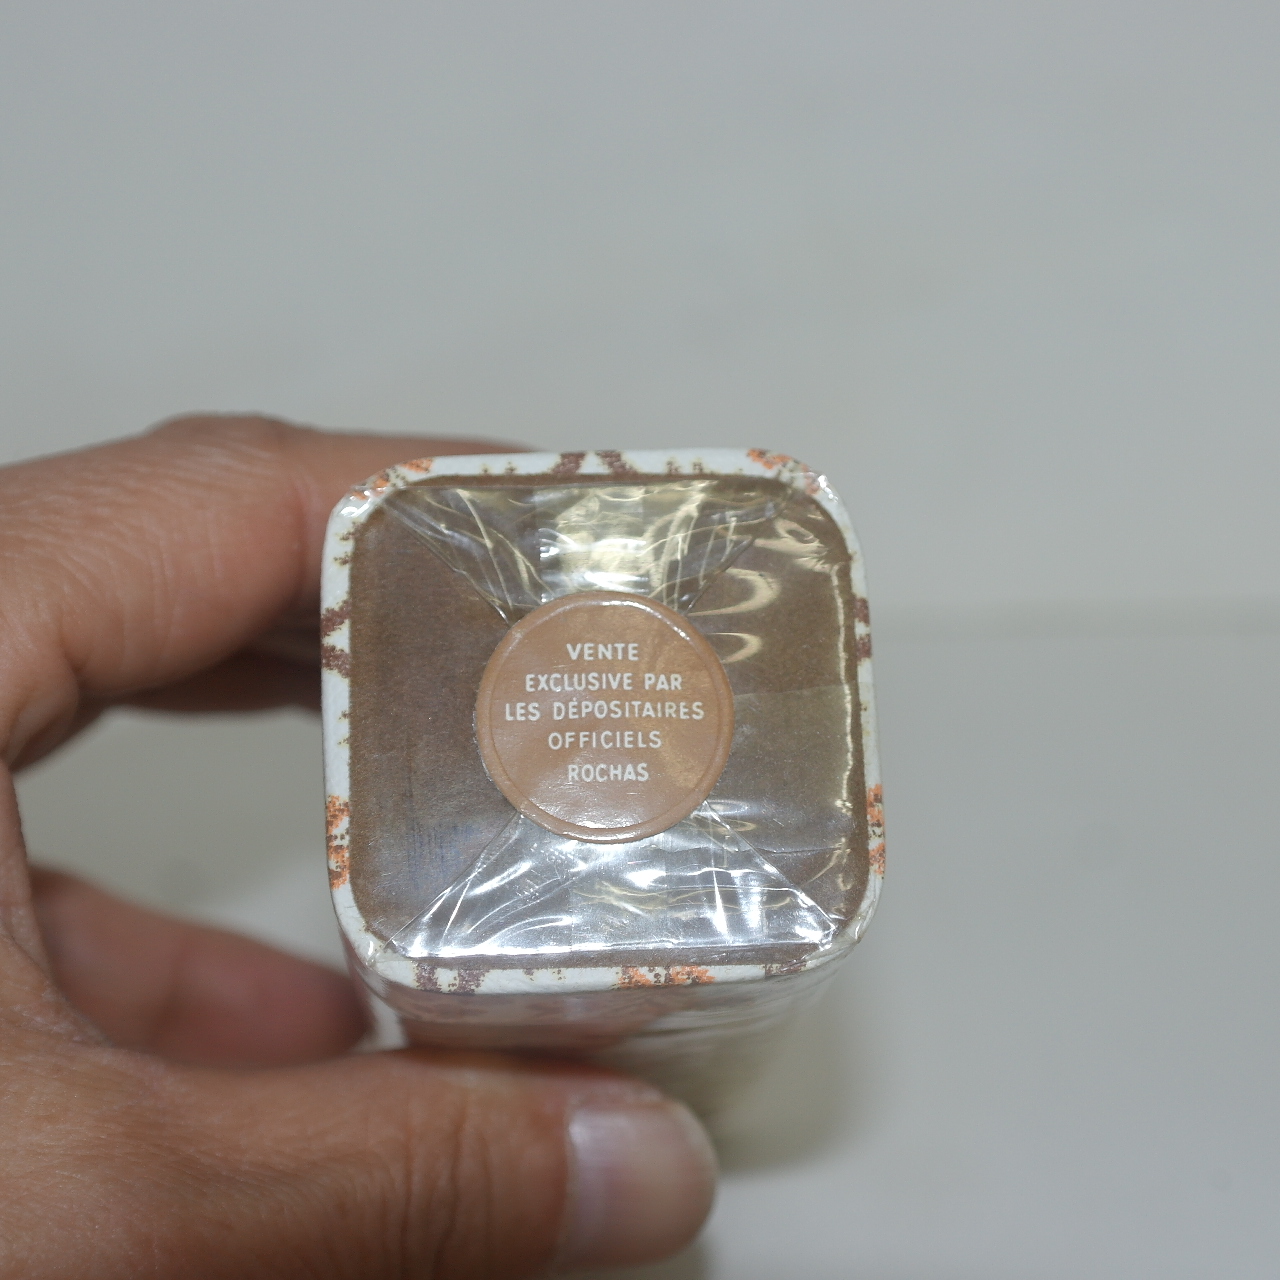 VENTE
EXCLUSIVE PAR
LES DÉPOSITAIRES
OFFICIELS
ROCHAS